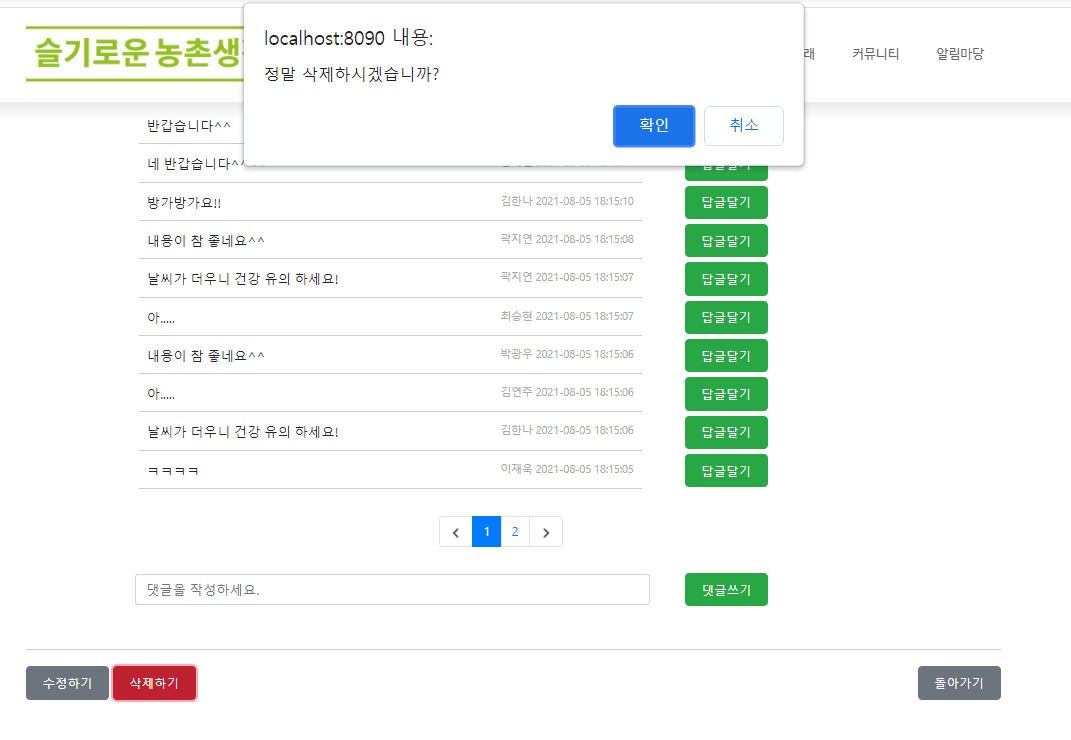 localhost:8090 내용:
정말 삭제하시겠습니까?
확인 취소
슬기로운 농촌생
래 커뮤니티 알림마당
반갑습니다^^
네 반갑습니다^^ 답글달기
방가방가요!! 김한나 2021-08-05 18:15:10 답글달기
내용이 참 좋네요^^ 곽지연 2021-08-05 18:15:08 답글달기
날씨가 더우니 건강 유의 하세요! 곽지연 2021-08-05 18:15:07 답글달기
아..... 최승현 2021-08-05 18:15:07 답글달기
내용이 참 좋네요^^ 박광우 2021-08-05 18:15:06 답글달기
아..... 김연주 2021-08-05 18:15:06 답글달기
날씨가 더우니 건강 유의 하세요! 김한나 2021-08-05 18:15:06 답글달기
ㅋㅋㅋㅋ 이재욱 2021-08-05 18:15:05 답글달기
1 2
댓글을 작성하세요. 댓글쓰기
수정하기 삭제하기 돌아가기